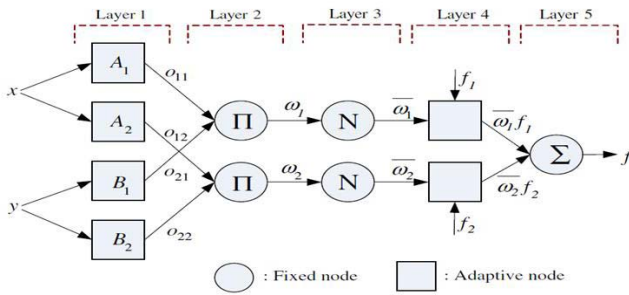 Layer 1 Layer 2 Layer 3 Layer 4 Layer 5
x
y
A₁
A₂
B₁
B₂
o₁₁
o₁₂
o₂₁
o₂₂
Π
Π
ω₁
ω₂
N
N
ω̅₁
ω̅₂
f₁
f₂
ω̅₁f₁
ω̅₂f₂
Σ
f
: Fixed node
: Adaptive node